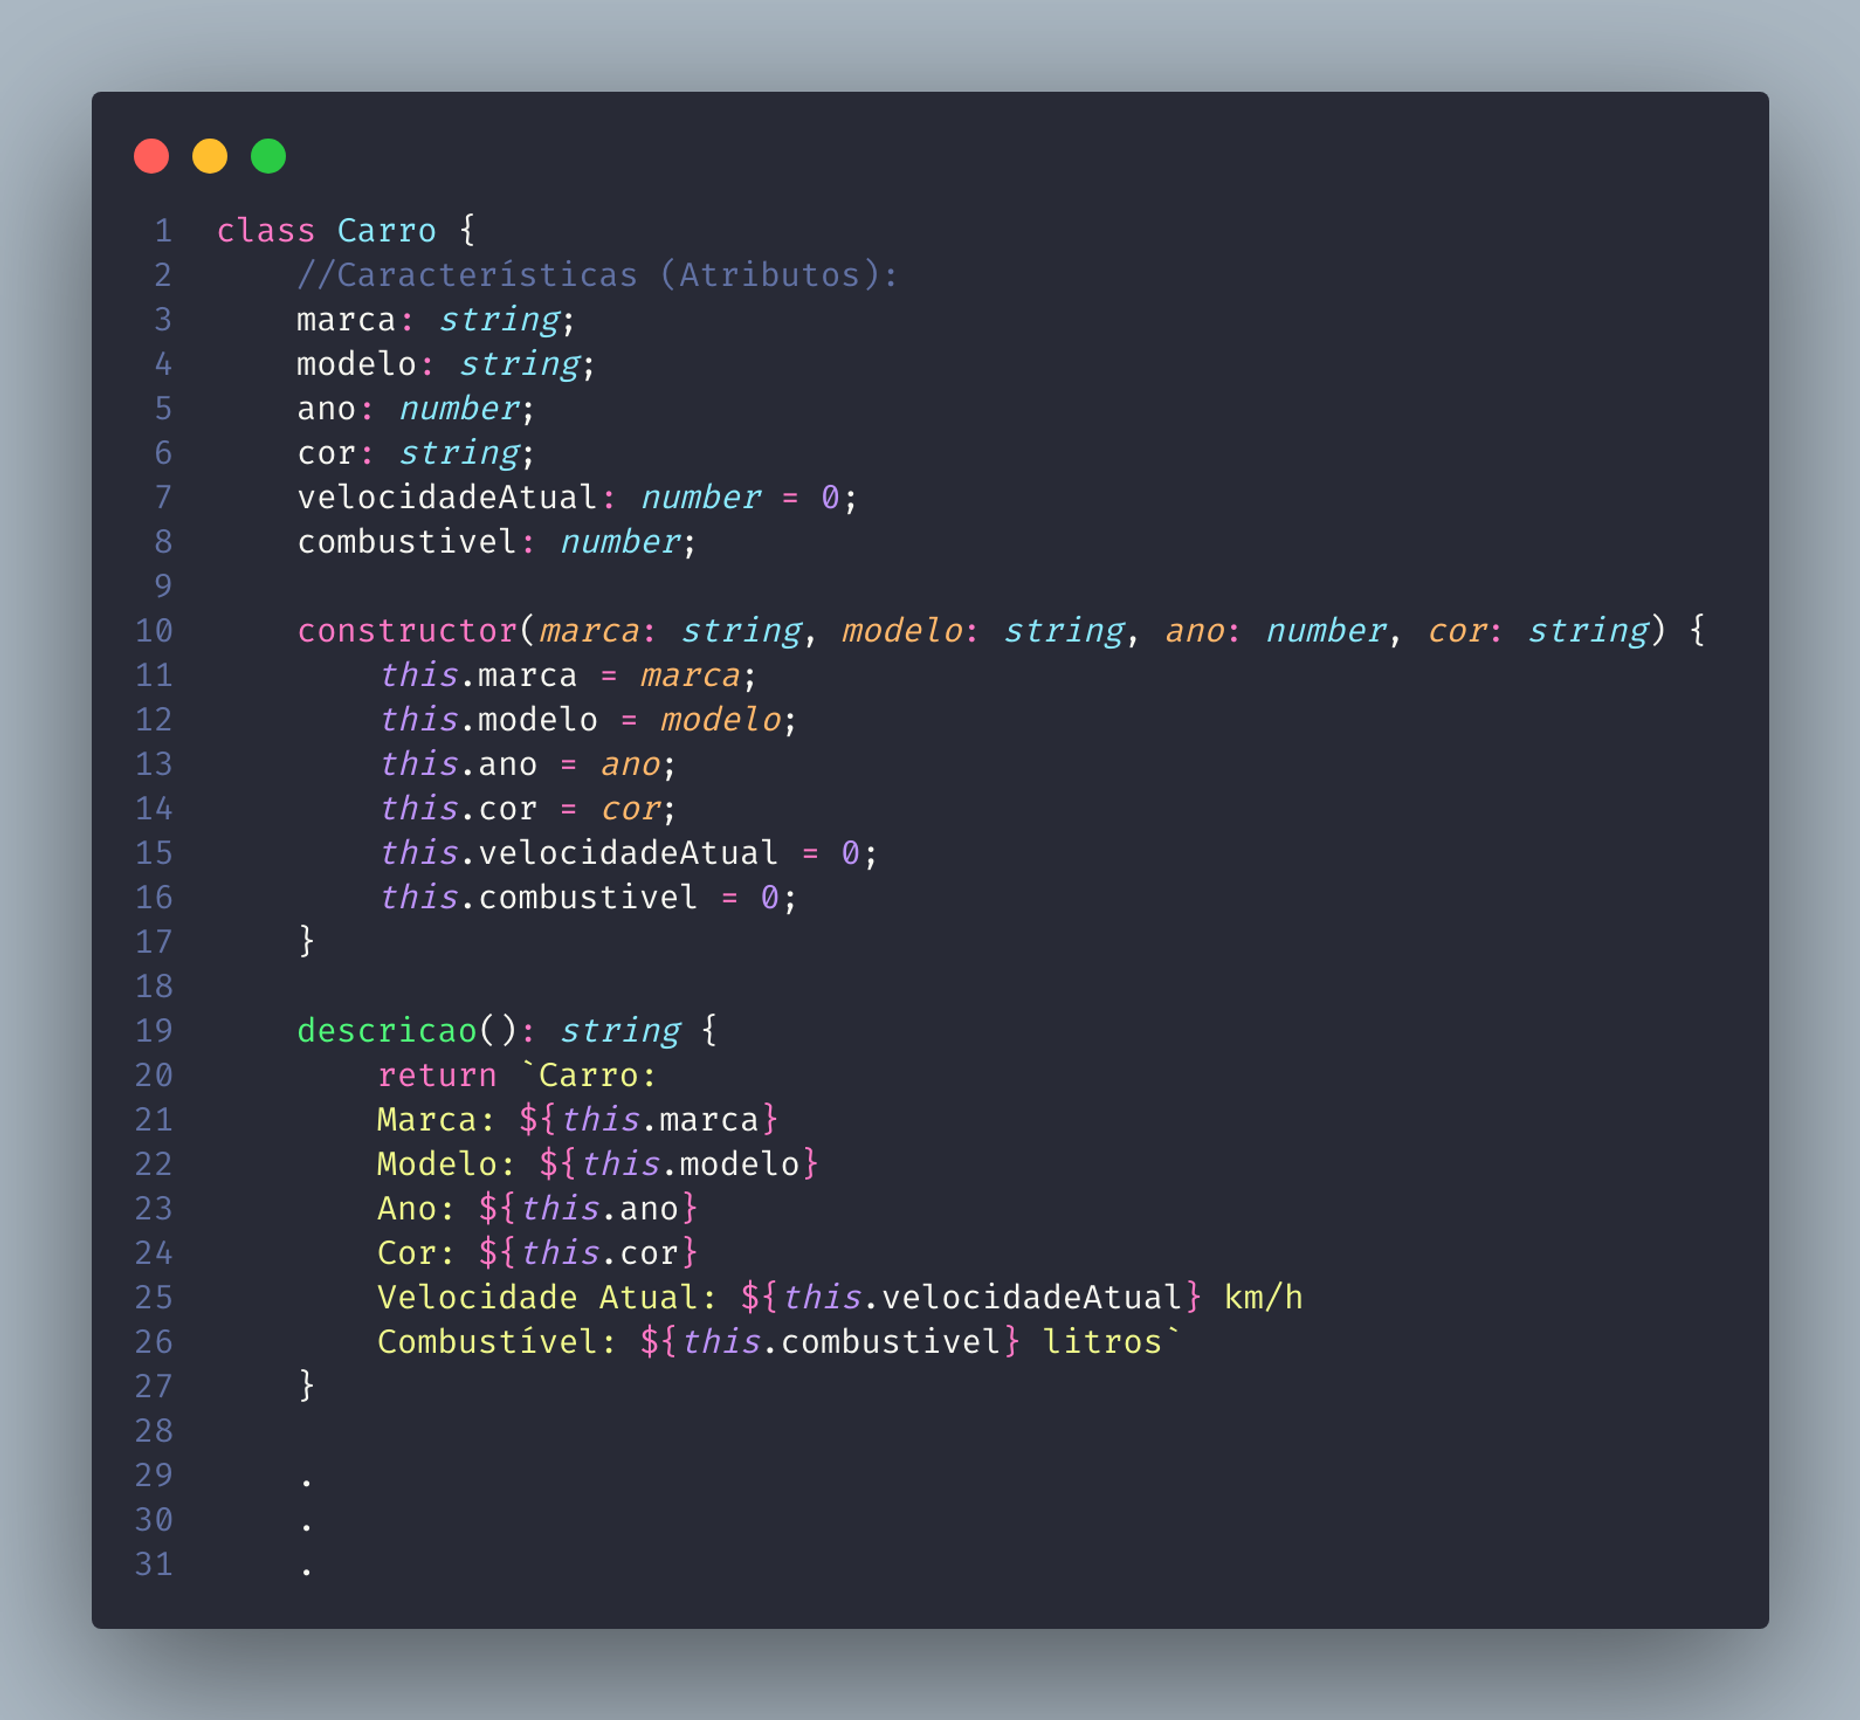 1 class Carro {
2 //Características (Atributos):
3 marca: string;
4 modelo: string;
5 ano: number;
6 cor: string;
7 velocidadeAtual: number = 0;
8 combustivel: number;
9
10 constructor(marca: string, modelo: string, ano: number, cor: string) {
11 this.marca = marca;
12 this.modelo = modelo;
13 this.ano = ano;
14 this.cor = cor;
15 this.velocidadeAtual = 0;
16 this.combustivel = 0;
17 }
18
19 descricao(): string {
20 return `Carro:
21 Marca: ${this.marca}
22 Modelo: ${this.modelo}
23 Ano: ${this.ano}
24 Cor: ${this.cor}
25 Velocidade Atual: ${this.velocidadeAtual} km/h
26 Combustível: ${this.combustivel} litros`
27 }
28
29 .
30 .
31 .